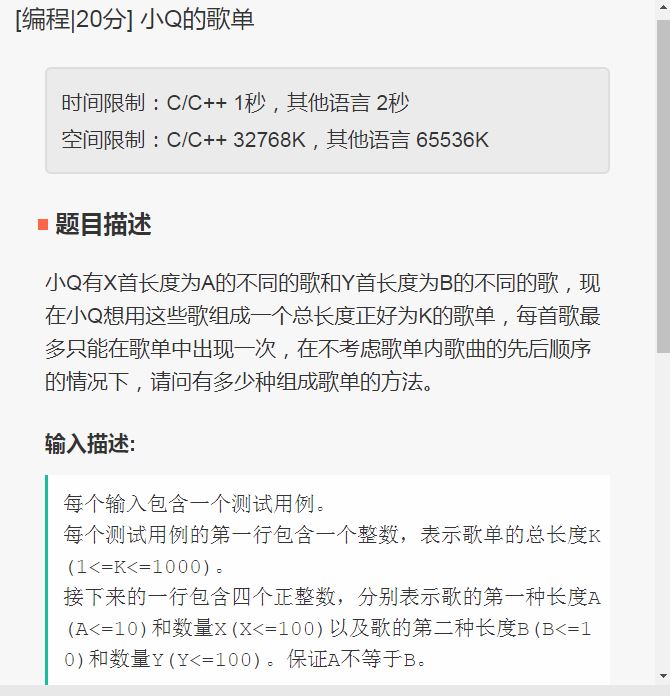 [编程|20分] 小Q的歌单
时间限制：C/C++ 1秒，其他语言 2秒
空间限制：C/C++ 32768K，其他语言 65536K
题目描述
小Q有X首长度为A的不同的歌和Y首长度为B的不同的歌，现
在小Q想用这些歌组成一个总长度正好为K的歌单，每首歌最
多只能在歌单中出现一次，在不考虑歌单内歌曲的先后顺序
的情况下，请问有多少种组成歌单的方法。
输入描述:
每个输入包含一个测试用例。
每个测试用例的第一行包含一个整数，表示歌单的总长度K
(1<=K<=1000)。
接下来的一行包含四个正整数，分别表示歌的第一种长度A
(A<=10)和数量X(X<=100)以及歌的第二种长度B(B<=1
0)和数量Y(Y<=100)。保证A不等于B。